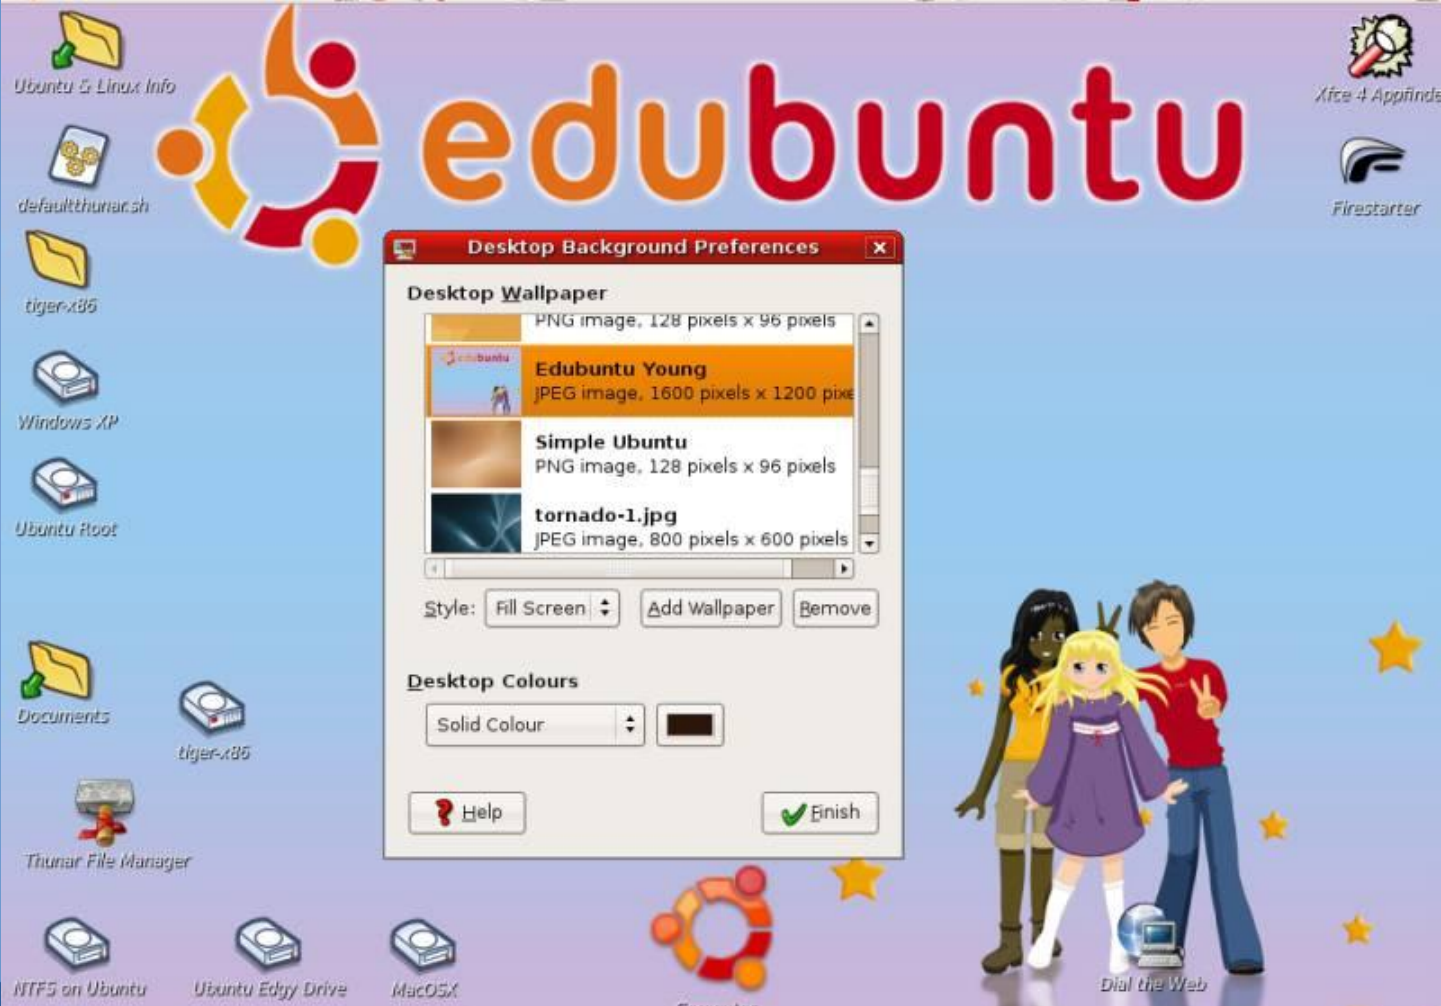 Ubuntu & Linux Info
edubuntu
Xfce 4 Appfinde
defaultthunar.sh
Firestarter
tiger-x86
Windows XP
Ubuntu Root
Documents
tiger-x86
Thunar File Manager
NTFS on Ubuntu
Ubuntu Edgy Drive
MacOSX
Dial the Web
Desktop Background Preferences
Desktop Wallpaper
PNG image, 128 pixels x 96 pixels
edubuntu
Edubuntu Young
JPEG image, 1600 pixels x 1200 pixe
Simple Ubuntu
PNG image, 128 pixels x 96 pixels
tornado-1.jpg
JPEG image, 800 pixels x 600 pixels
Style: Fill Screen Add Wallpaper Remove
Desktop Colours
Solid Colour
Help Finish